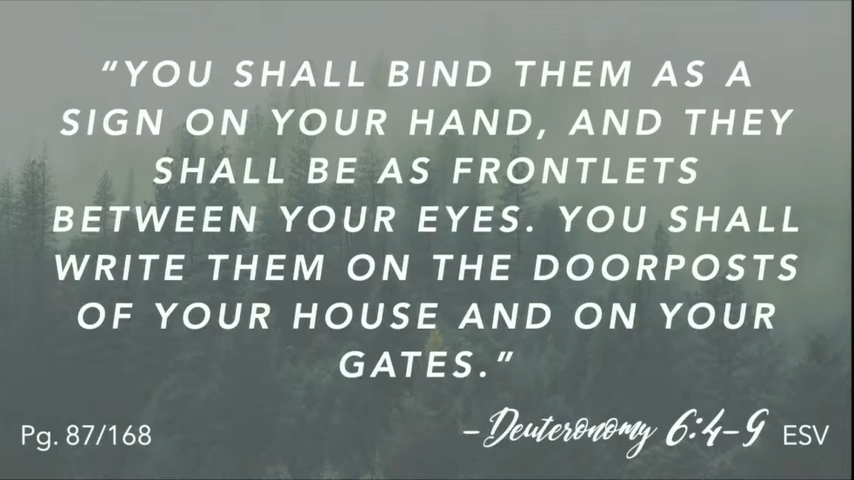 “YOU SHALL BIND THEM AS A
SIGN ON YOUR HAND, AND THEY
SHALL BE AS FRONTLETS
BETWEEN YOUR EYES. YOU SHALL
WRITE THEM ON THE DOORPOSTS
OF YOUR HOUSE AND ON YOUR
GATES.”
Pg. 87/168 –Deuteronomy 6:4–9 ESV